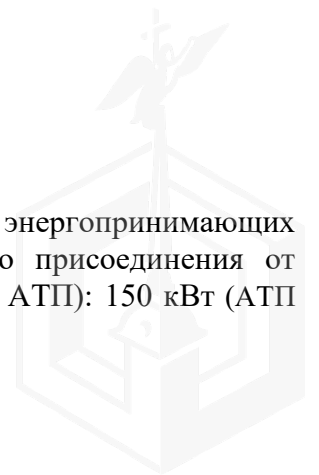 энергопринимающих
о присоединения от
АТП): 150 кВт (АТП